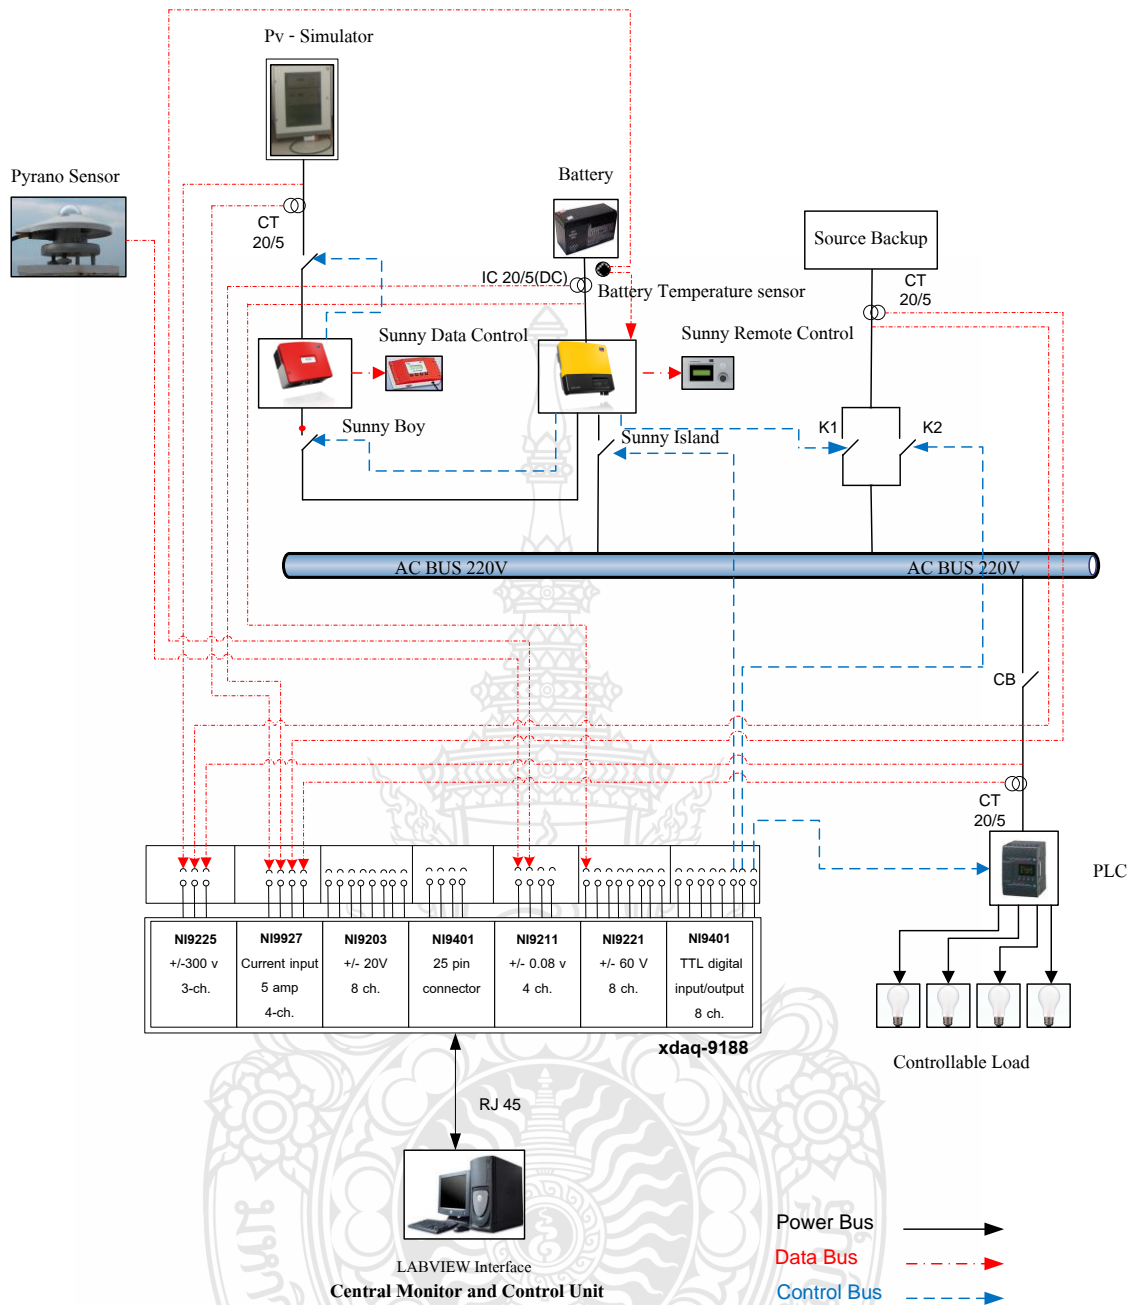 Pv - Simulator
Pyrano Sensor
CT
20/5
Battery
Source Backup
CT
20/5
IC 20/5(DC)
Battery Temperature sensor
Sunny Data Control
Sunny Remote Control
Sunny Boy
Sunny Island
K1
K2
AC BUS 220V
AC BUS 220V
CB
CT
20/5
PLC
NI9225
+/-300 v
3-ch.
NI9927
Current input
5 amp
4-ch.
NI9203
+/- 20V
8 ch.
NI9401
25 pin
connector
NI9211
+/- 0.08 v
4 ch.
NI9221
+/- 60 V
8 ch.
NI9401
TTL digital
input/output
8 ch.
xdaq-9188
Controllable Load
RJ 45
LABVIEW Interface
Central Monitor and Control Unit
Power Bus
Data Bus
Control Bus